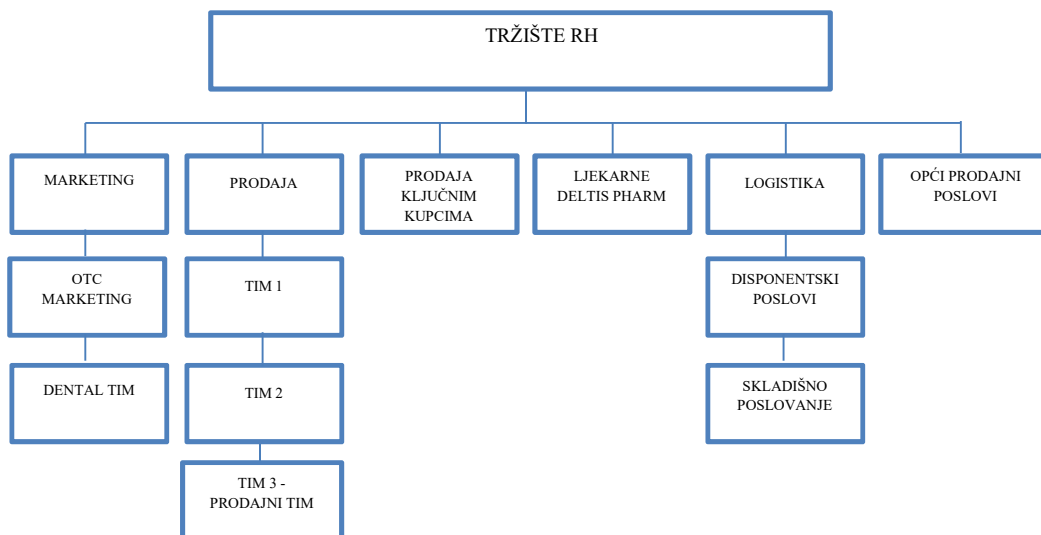 TRŽIŠTE RH
MARKETING
PRODAJA
PRODAJA
KLJUČNIM
KUPCIMA
LJEKARNE
DELTIS PHARM
LOGISTIKA
OPĆI PRODAJNI
POSLOVI
OTC
MARKETING
TIM 1
DISPONENTSKI
POSLOVI
DENTAL TIM
TIM 2
SKLADIŠNO
POSLOVANJE
TIM 3 -
PRODAJNI TIM